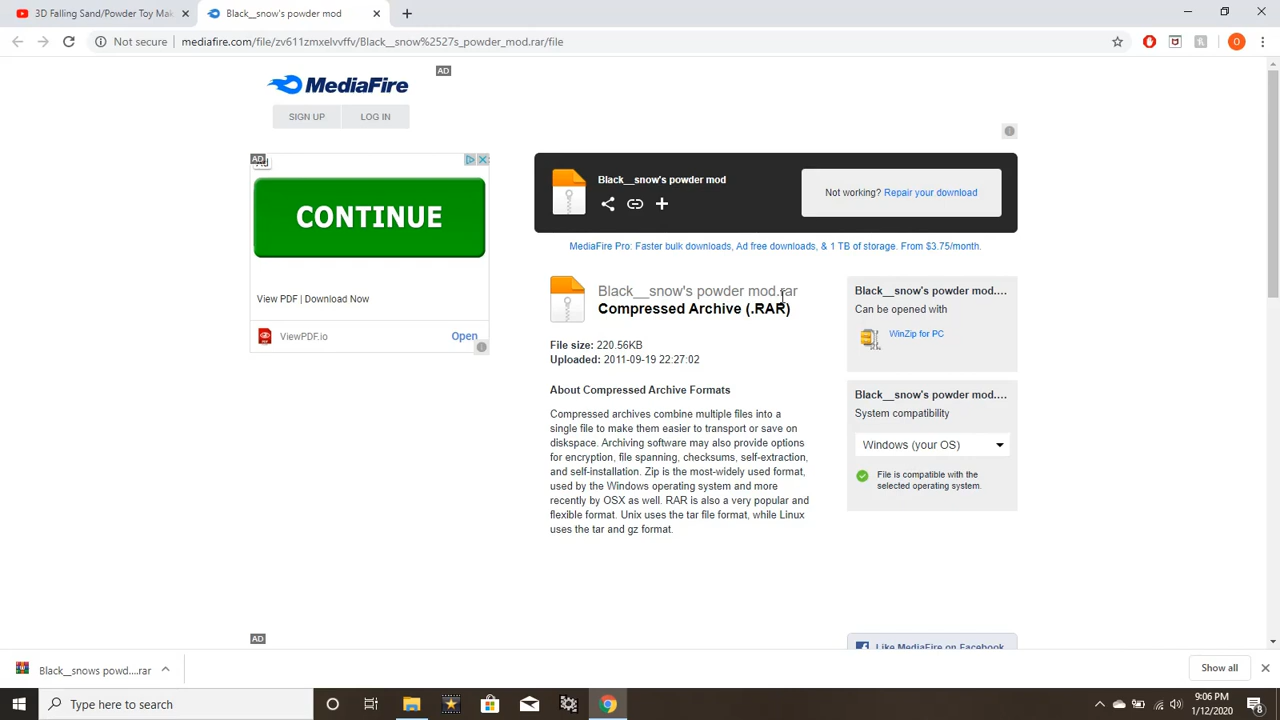 3D Falling Sand/Powder Toy Mak
Black__snow's powder mod
Not secure
mediafire.com/file/zv611zmxelvvffv/Black__snow%2527s_powder_mod.rar/file
O
MediaFire
AD
SIGN UP
LOG IN
AD
CONTINUE
View PDF | Download Now
ViewPDF.io
Open
Black__snow's powder mod
Not working? Repair your download
MediaFire Pro: Faster bulk downloads, Ad free downloads, & 1 TB of storage. From $3.75/month.
Black__snow's powder mod.rar
Compressed Archive (.RAR)
File size: 220.56KB
Uploaded: 2011-09-19 22:27:02
About Compressed Archive Formats
Compressed archives combine multiple files into a
single file to make them easier to transport or save on
diskspace. Archiving software may also provide options
for encryption, file spanning, checksums, self-extraction,
and self-installation. Zip is the most-widely used format,
used by the Windows operating system and more
recently by OSX as well. RAR is also a very popular and
flexible format. Unix uses the tar file format, while Linux
uses the tar and gz format.
Black__snow's powder mod....
Can be opened with
WinZip for PC
Black__snow's powder mod....
System compatibility
Windows (your OS)
File is compatible with the
selected operating system.
AD
Like MediaFire on Facebook
Black__snows powd....rar
Show all
Type here to search
9:06 PM
1/12/2020
8